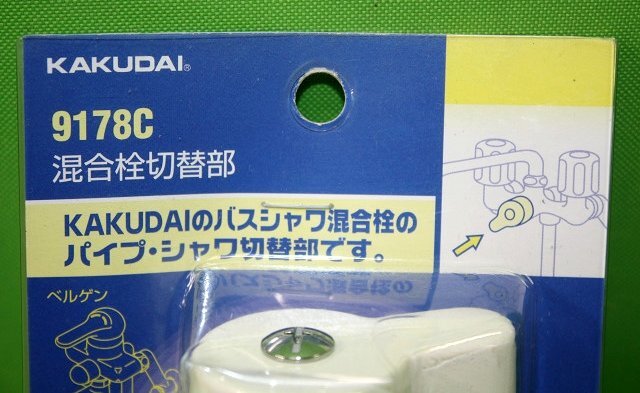 KAKUDAI®
9178C
混合栓切替部
KAKUDAIのバスシャワ混合栓の
パイプ・シャワ切替部です。
ベルゲン